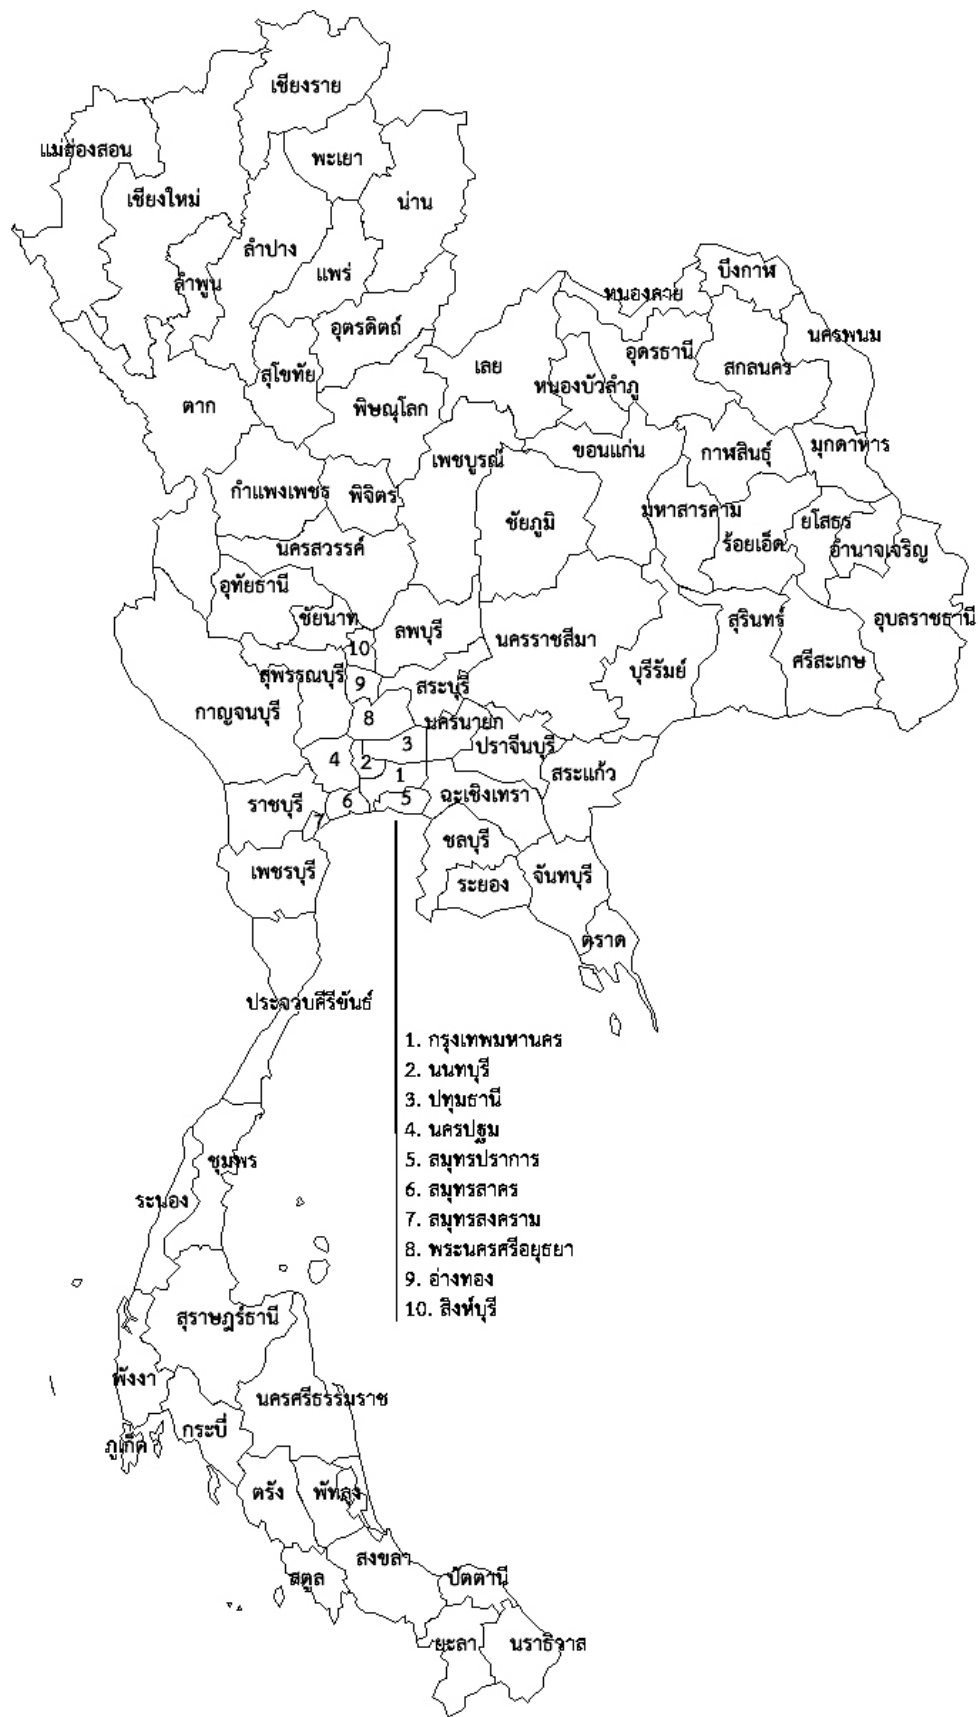 เชียงราย
แม่ฮ่องสอน
พะเยา
เชียงใหม่
น่าน
ลำปาง
แพร่
ลำพูน
บึงกาฬ
หนองคาย
อุตรดิตถ์
นครพนม
อุดรธานี
สกลนคร
เลย
สุโขทัย
หนองบัวลำภู
ตาก
พิษณุโลก
ขอนแก่น
กาฬสินธุ์
มุกดาหาร
เพชบูรณ์
กำแพงเพชร
พิจิตร
มหาสารคาม
ชัยภูมิ
ยโสธร
ร้อยเอ็ด
อำนาจเจริญ
นครสวรรค์
อุทัยธานี
ชัยนาท
ลพบุรี
นครราชสีมา
สุรินทร์
อุบลราชธานี
10
สุพรรณบุรี
9
สระบุรี
บุรีรัมย์
ศรีสะเกษ
กาญจนบุรี
8
นครนายก
3
ปราจีนบุรี
4
2
1
สระแก้ว
ราชบุรี
6
5
ฉะเชิงเทรา
7
ชลบุรี
เพชรบุรี
ระยอง
จันทบุรี
ตราด
ประจวบคีรีขันธ์
1. กรุงเทพมหานคร
2. นนทบุรี
3. ปทุมธานี
4. นครปฐม
5. สมุทรปราการ
6. สมุทรสาคร
7. สมุทรสงคราม
8. พระนครศรีอยุธยา
9. อ่างทอง
10. สิงห์บุรี
ชุมพร
ระนอง
สุราษฎร์ธานี
พังงา
นครศรีธรรมราช
กระบี่
ภูเก็ต
ตรัง
พัทลุง
สงขลา
สตูล
ปัตตานี
ยะลา
นราธิวาส